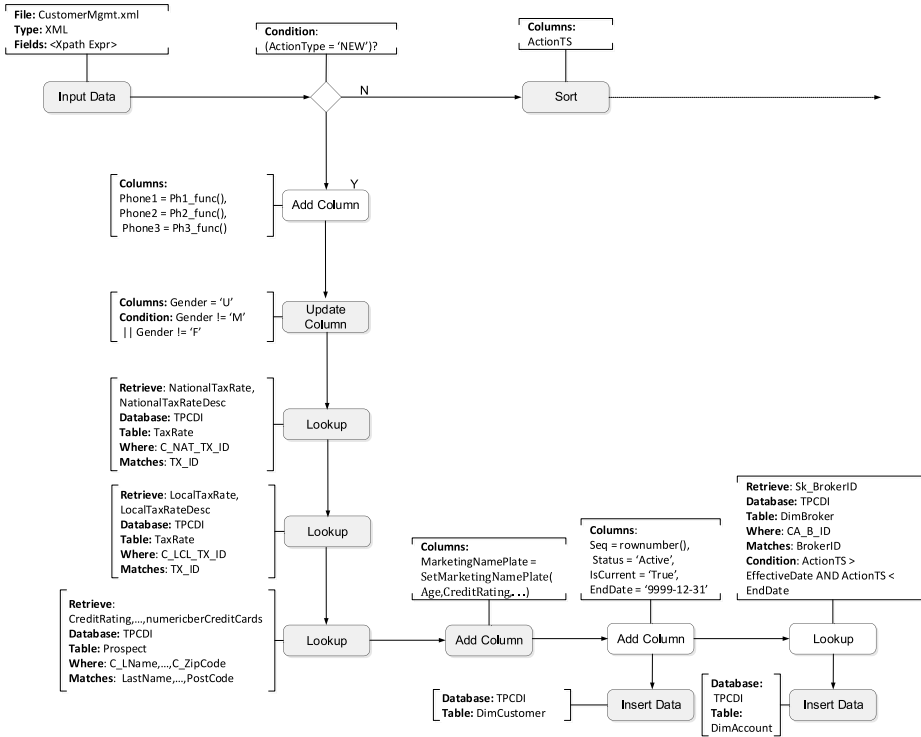 File: CustomerMgmt.xml
Type: XML
Fields: <Xpath Expr>
Condition:
(ActionType = ‘NEW’)?
Columns:
ActionTS
Input Data
N
Sort
Y
Columns:
Phone1 = Ph1_func(),
Phone2 = Ph2_func(),
Phone3 = Ph3_func()
Add Column
Columns: Gender = ‘U’
Condition: Gender != ‘M’
|| Gender != ‘F’
Update
Column
Retrieve: NationalTaxRate,
NationalTaxRateDesc
Database: TPCDI
Table: TaxRate
Where: C_NAT_TX_ID
Matches: TX_ID
Lookup
Retrieve: LocalTaxRate,
LocalTaxRateDesc
Database: TPCDI
Table: TaxRate
Where: C_LCL_TX_ID
Matches: TX_ID
Lookup
Retrieve:
CreditRating,...,numericberCreditCards
Database: TPCDI
Table: Prospect
Where: C_LName,...,C_ZipCode
Matches: LastName,...,PostCode
Lookup
Columns:
MarketingNamePlate =
SetMarketingNamePlate(
Age,CreditRating,...)
Add Column
Columns:
Seq = rownumber(),
Status = ‘Active’,
IsCurrent = ‘True’,
EndDate = ‘9999-12-31’
Add Column
Retrieve: Sk_BrokerID
Database: TPCDI
Table: DimBroker
Where: CA_B_ID
Matches: BrokerID
Condition: ActionTS >
EffectiveDate AND ActionTS <
EndDate
Lookup
Database: TPCDI
Table: DimCustomer
Insert Data
Database:
TPCDI
Table:
DimAccount
Insert Data